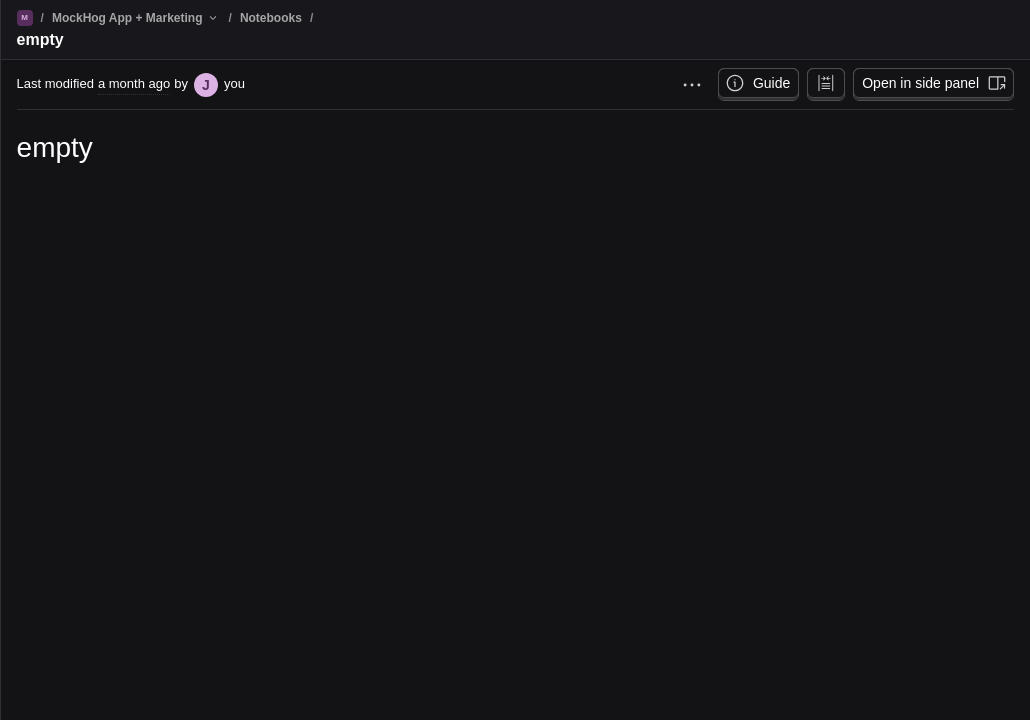 M / MockHog App + Marketing / Notebooks /
empty
Last modified a month ago by J you
Guide
Open in side panel
empty